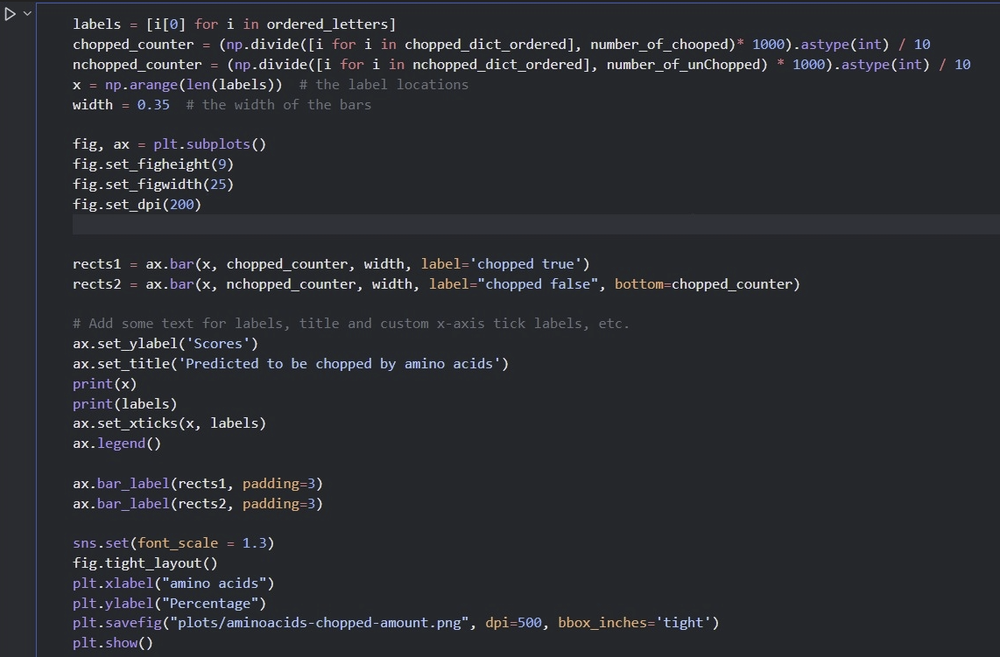 labels = [i[0] for i in ordered_letters]
chopped_counter = (np.divide([i for i in chopped_dict_ordered], number_of_chooped)* 1000).astype(int) / 10
nchopped_counter = (np.divide([i for i in nchopped_dict_ordered], number_of_unChopped) * 1000).astype(int) / 10
x = np.arange(len(labels))  # the label locations
width = 0.35  # the width of the bars

fig, ax = plt.subplots()
fig.set_figheight(9)
fig.set_figwidth(25)
fig.set_dpi(200)

rects1 = ax.bar(x, chopped_counter, width, label='chopped true')
rects2 = ax.bar(x, nchopped_counter, width, label="chopped false", bottom=chopped_counter)

# Add some text for labels, title and custom x-axis tick labels, etc.
ax.set_ylabel('Scores')
ax.set_title('Predicted to be chopped by amino acids')
print(x)
print(labels)
ax.set_xticks(x, labels)
ax.legend()

ax.bar_label(rects1, padding=3)
ax.bar_label(rects2, padding=3)

sns.set(font_scale = 1.3)
fig.tight_layout()
plt.xlabel("amino acids")
plt.ylabel("Percentage")
plt.savefig("plots/aminoacids-chopped-amount.png", dpi=500, bbox_inches='tight')
plt.show()